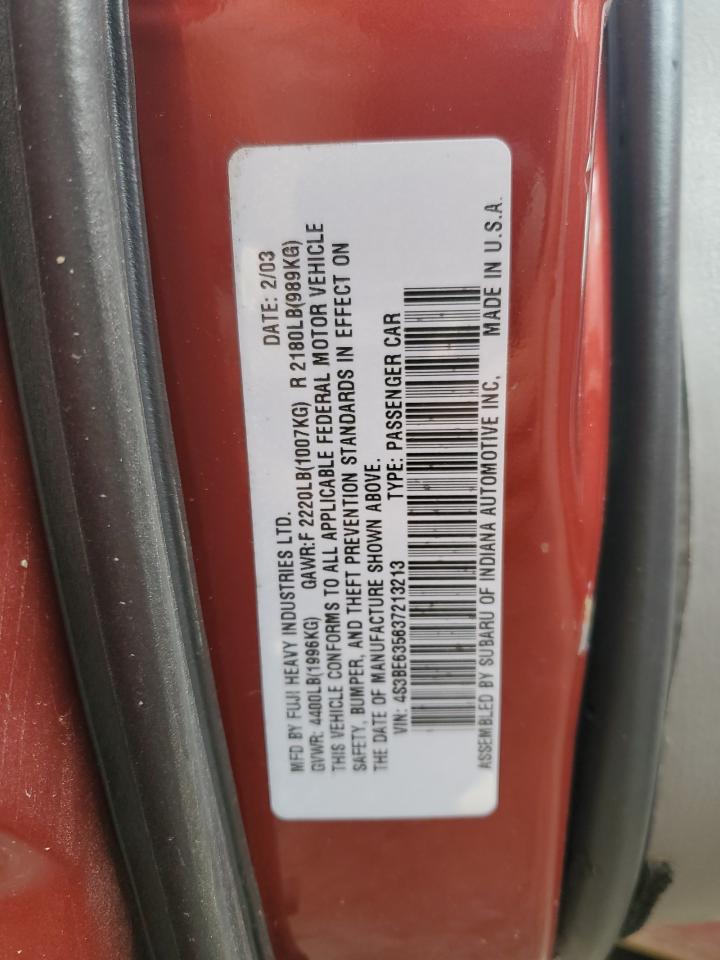 MFD BY FUJI HEAVY INDUSTRIES LTD. DATE: 2/03
GVWR: 4400LB(1996KG) GAWR:F 2220LB(1007KG) R 2180LB(989KG)
THIS VEHICLE CONFORMS TO ALL APPLICABLE FEDERAL MOTOR VEHICLE
SAFETY, BUMPER, AND THEFT PREVENTION STANDARDS IN EFFECT ON
THE DATE OF MANUFACTURE SHOWN ABOVE.
VIN: 4S3BE635637213213 TYPE: PASSENGER CAR
ASSEMBLED BY SUBARU OF INDIANA AUTOMOTIVE INC, MADE IN U.S.A.